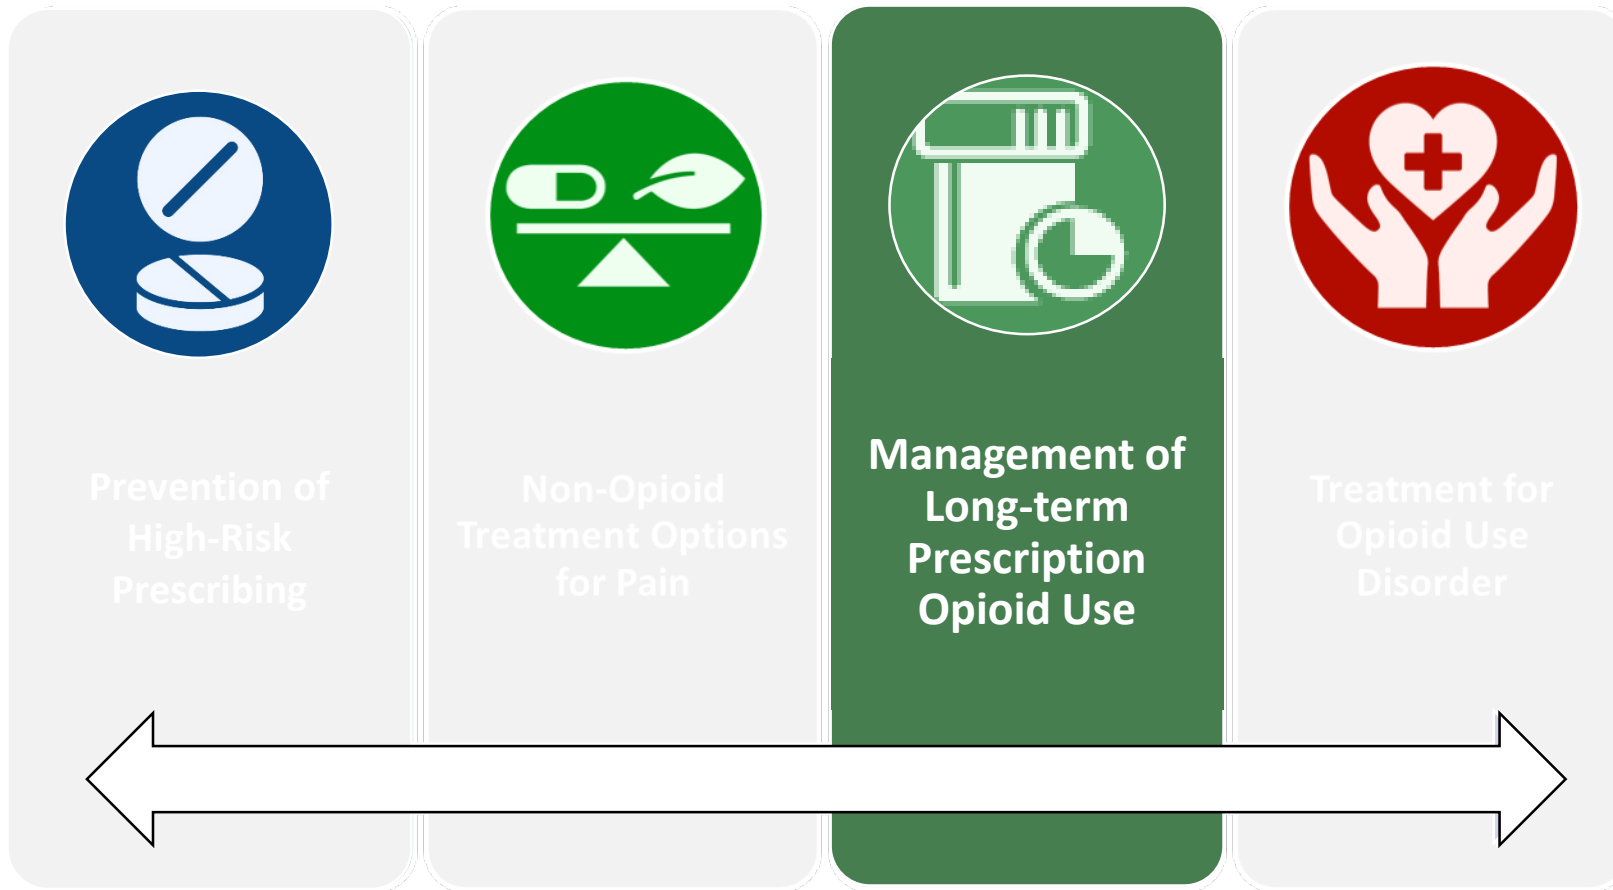 Prevention of
High-Risk
Prescribing
Non-Opioid
Treatment Options
for Pain
Management of
Long-term
Prescription
Opioid Use
Treatment for
Opioid Use
Disorder